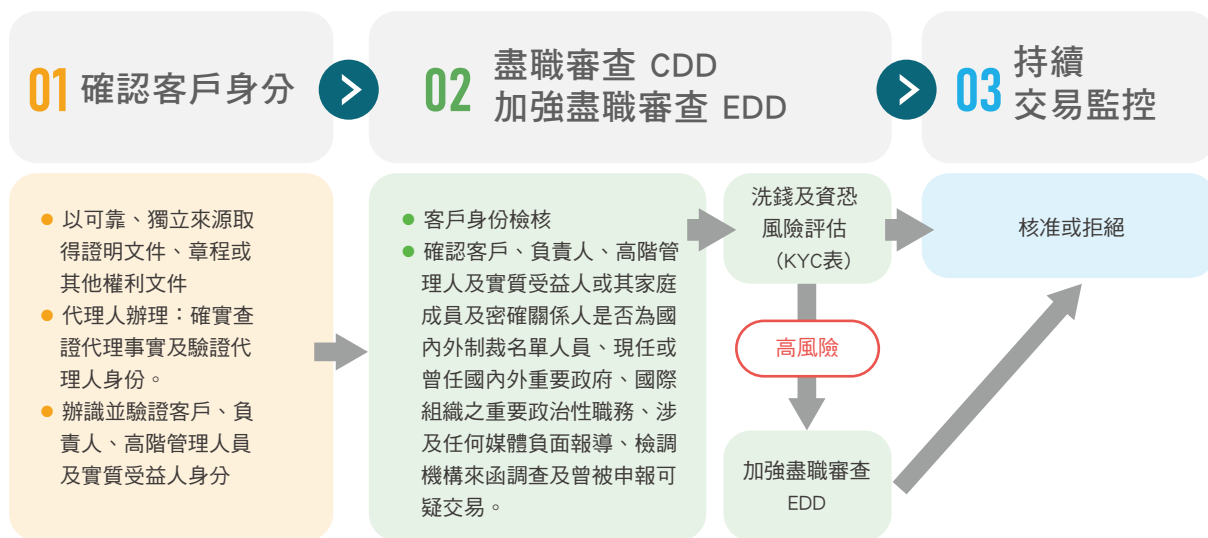 01 確認客戶身分
02 盡職審查 CDD
加強盡職審查 EDD
03 持續
交易監控
以可靠、獨立來源取
得證明文件、章程或
其他權利文件
代理人辦理：確實查
證代理事實及驗證代
理人身份。
辦識並驗證客戶、負
責人、高階管理人員
及實質受益人身分
客戶身份檢核
確認客戶、負責人、高階管
理人及實質受益人或其家庭
成員及密確關係人是否為國
內外制裁名單人員、現任或
曾任國內外重要政府、國際
組織之重要政治性職務、涉
及任何媒體負面報導、檢調
機構來函調查及曾被申報可
疑交易。
洗錢及資恐
風險評估
（KYC表）
高風險
加強盡職審查
EDD
核准或拒絕